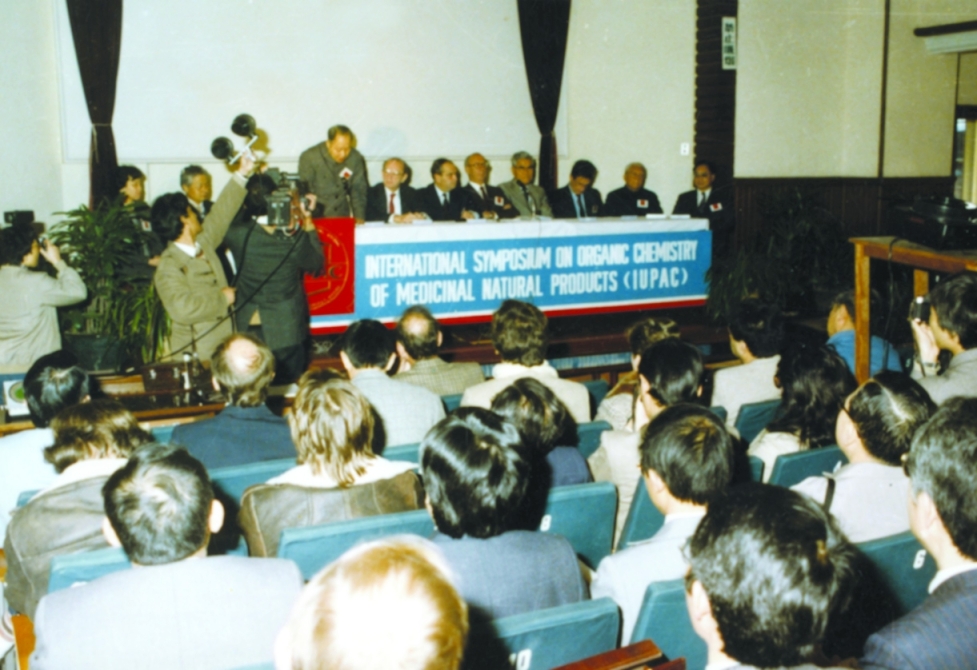 INTERNATIONAL SYMPOSIUM ON ORGANIC CHEMISTRY
OF MEDICINAL NATURAL PRODUCTS (IUPAC)